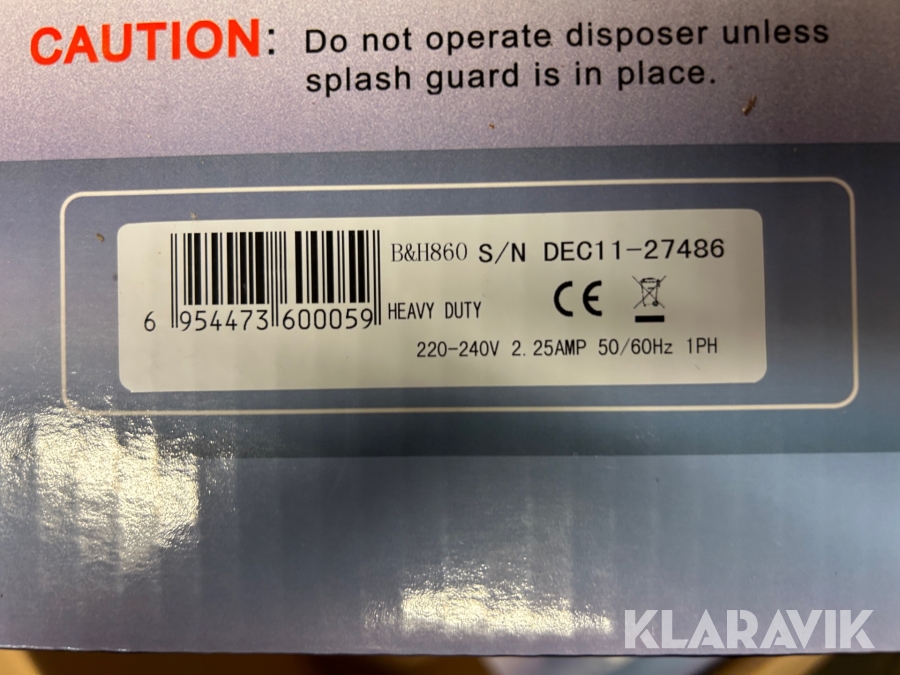 CAUTION: Do not operate disposer unless
splash guard is in place.
B&H860 S/N DEC11-27486
6 954473 600059
HEAVY DUTY
CE
220-240V 2.25AMP 50/60Hz 1PH
KLARAVIK